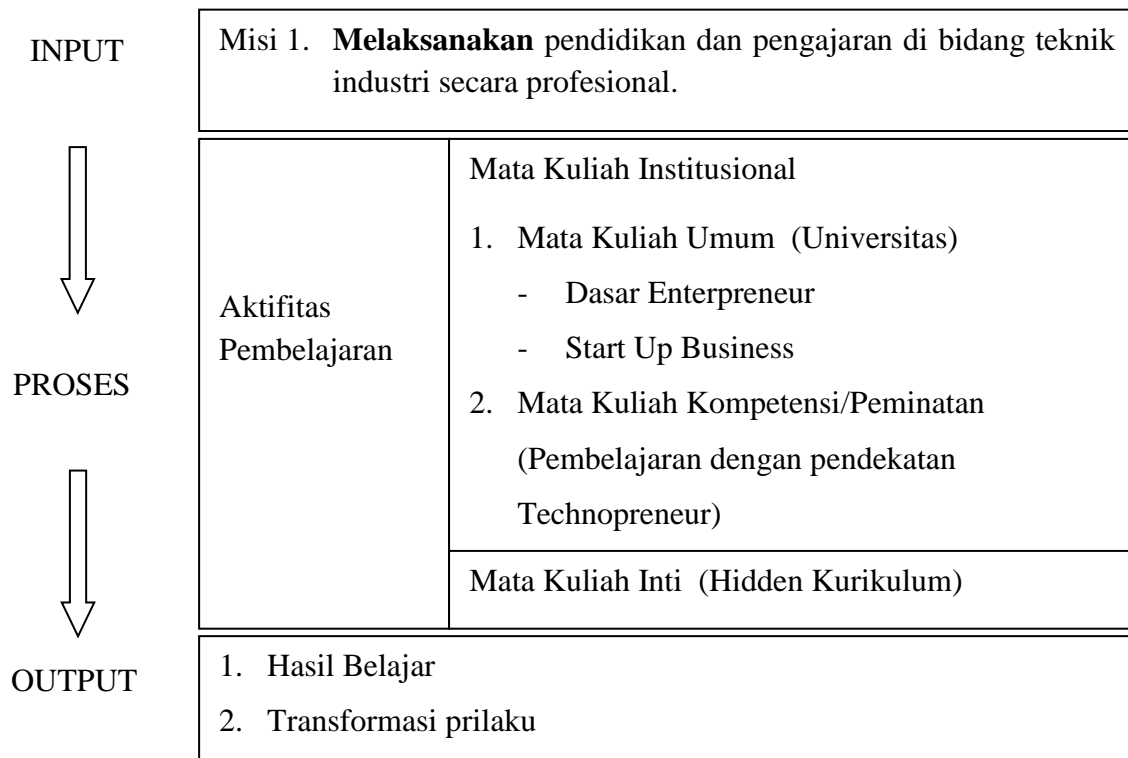 INPUT
Misi 1. Melaksanakan pendidikan dan pengajaran di bidang teknik
industri secara profesional.
PROSES
Aktifitas
Pembelajaran
Mata Kuliah Institusional
1. Mata Kuliah Umum (Universitas)
- Dasar Enterpreneur
- Start Up Business
2. Mata Kuliah Kompetensi/Peminatan
(Pembelajaran dengan pendekatan
Technopreneur)
Mata Kuliah Inti (Hidden Kurikulum)
OUTPUT
1. Hasil Belajar
2. Transformasi prilaku